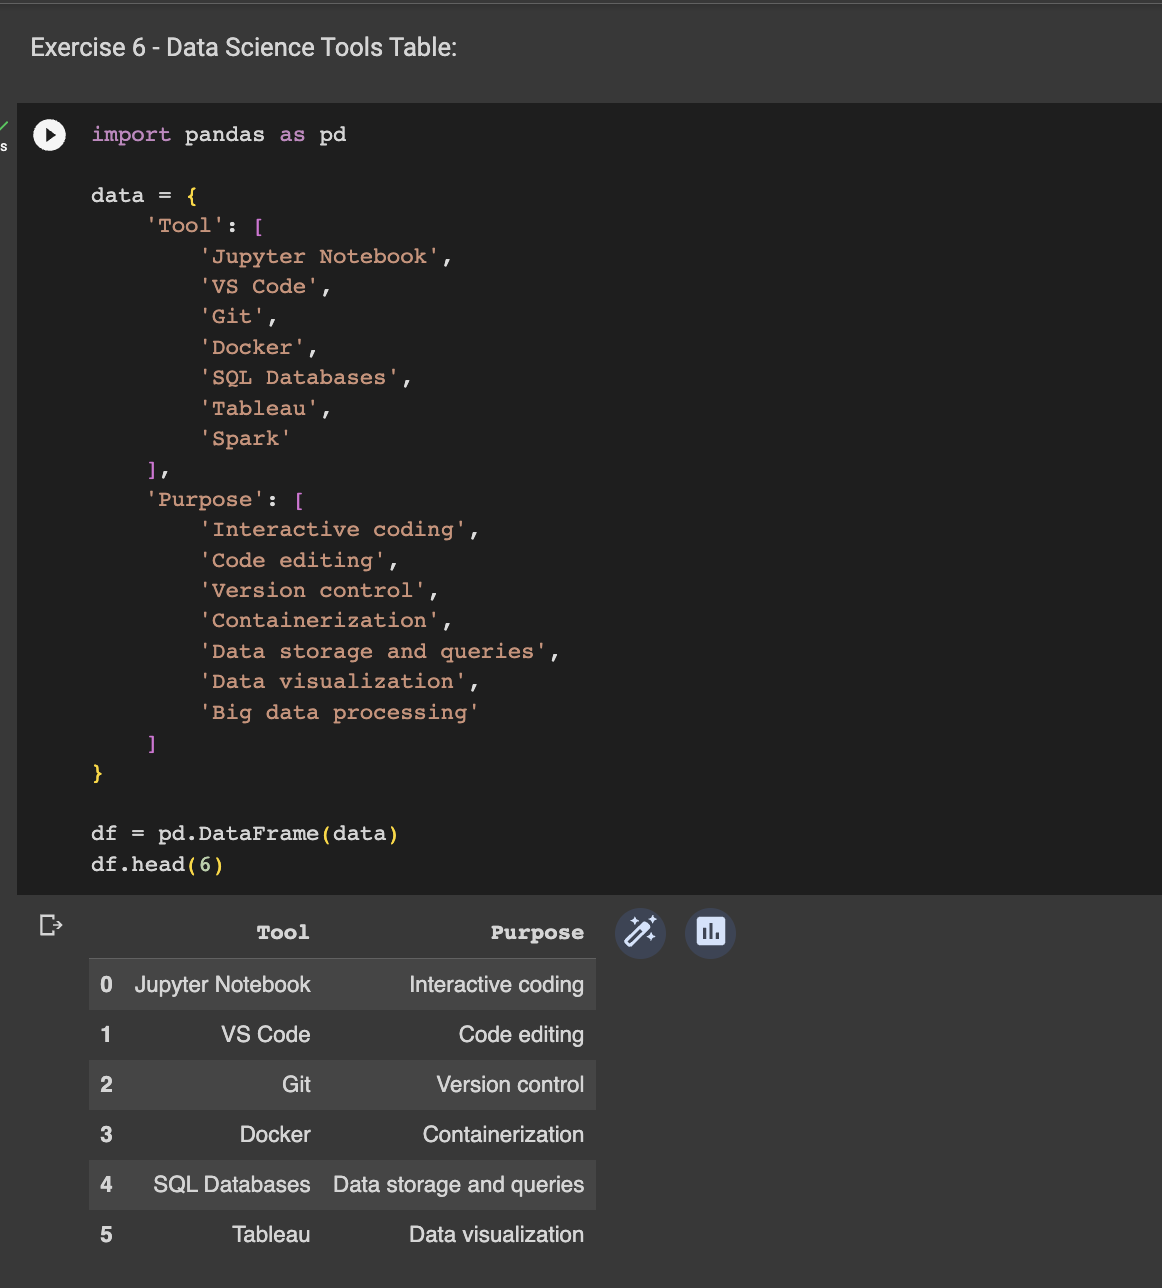 Exercise 6 - Data Science Tools Table:
s
import pandas as pd
data = {
'Tool': [
'Jupyter Notebook',
'VS Code',
'Git',
'Docker',
'SQL Databases',
'Tableau',
'Spark'
],
'Purpose': [
'Interactive coding',
'Code editing',
'Version control',
'Containerization',
'Data storage and queries',
'Data visualization',
'Big data processing'
]
}
df = pd.DataFrame(data)
df.head(6)
Tool Purpose
0 Jupyter Notebook Interactive coding
1 VS Code Code editing
2 Git Version control
3 Docker Containerization
4 SQL Databases Data storage and queries
5 Tableau Data visualization